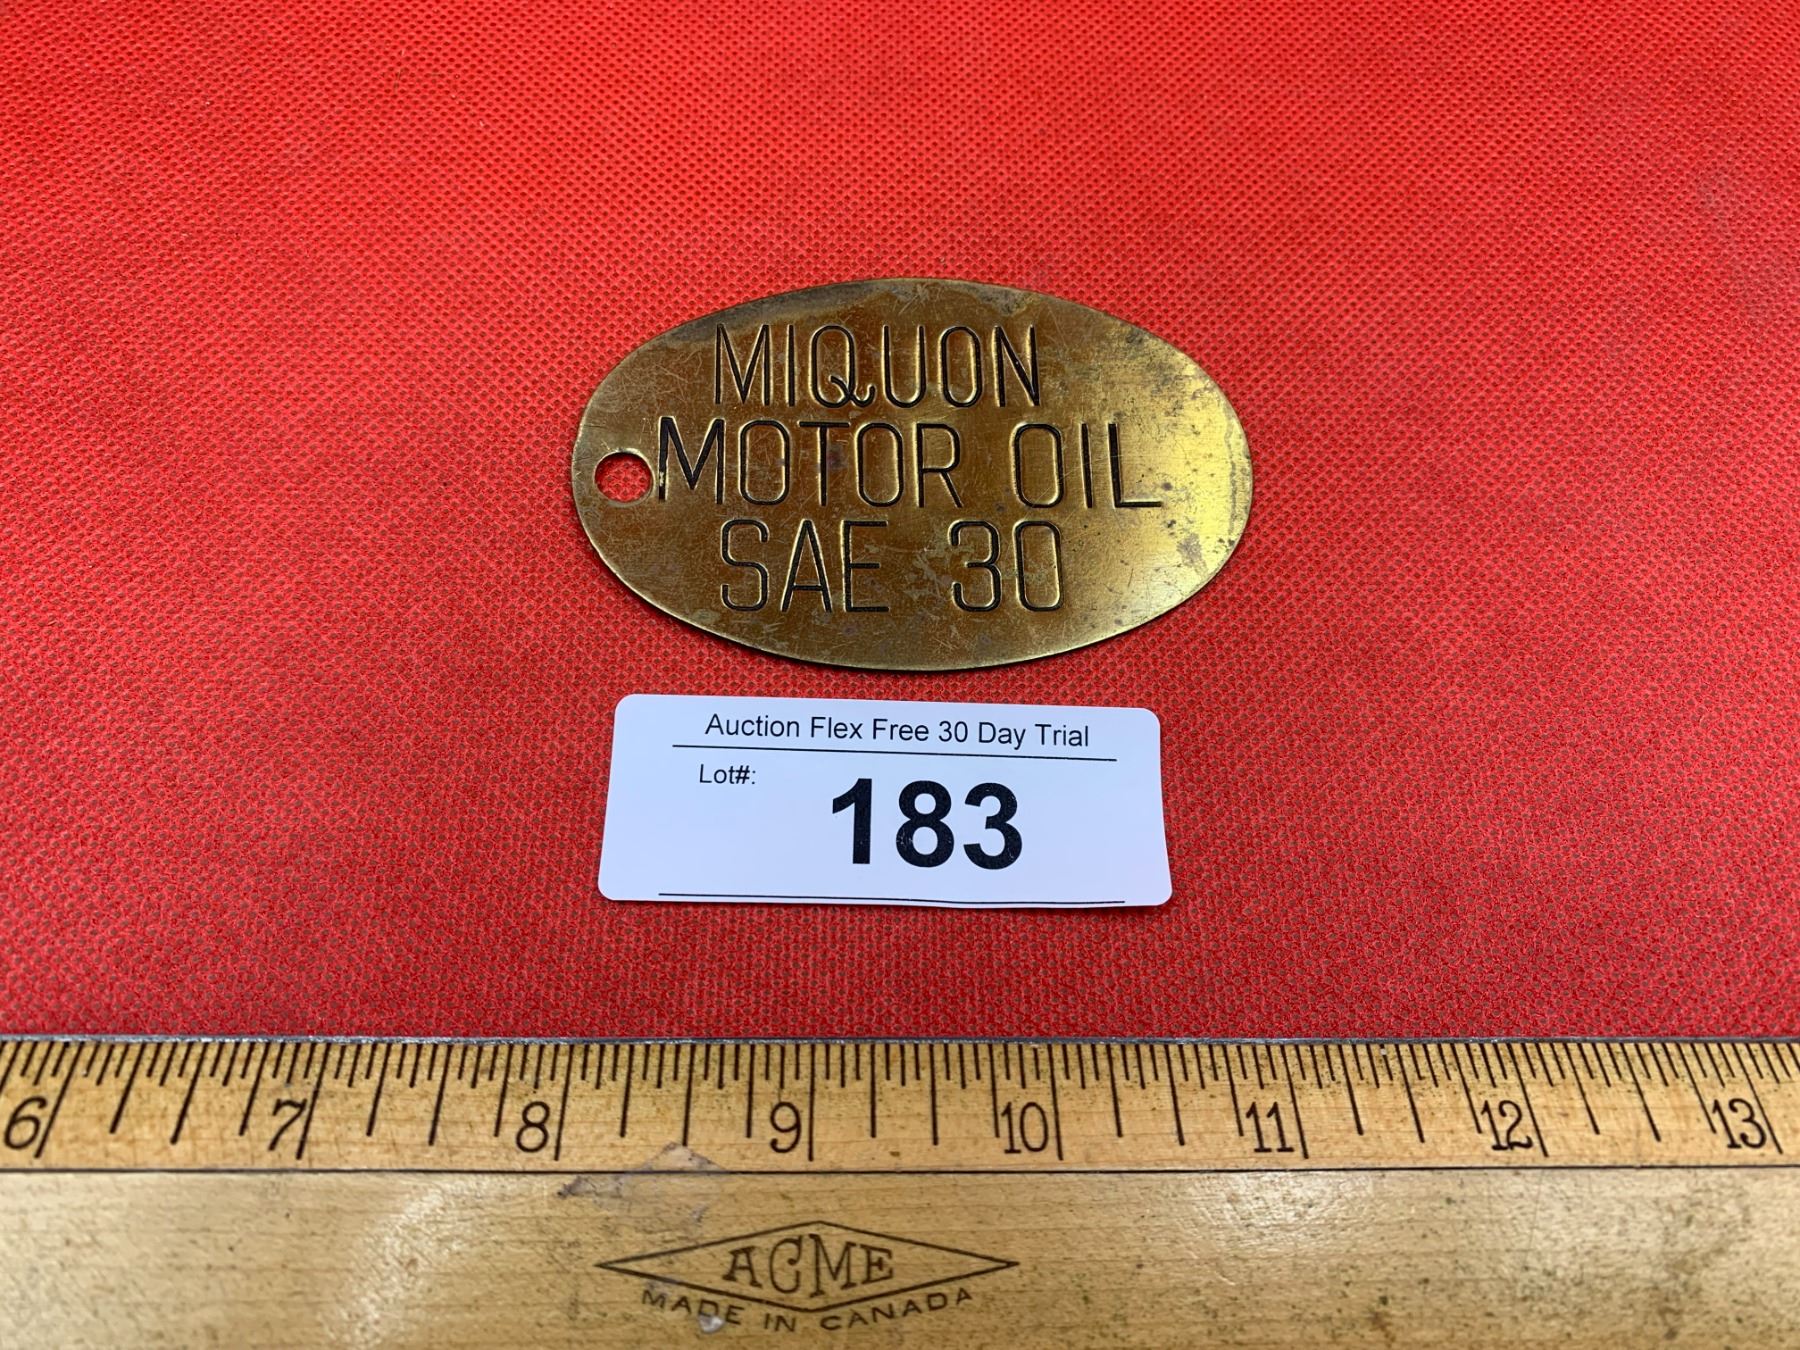 MIQUON
MOTOR OIL
SAE 30
Auction Flex Free 30 Day Trial
Lot#:
183
6 7 8 9 10 11 12 13
ACME
MADE IN CANADA